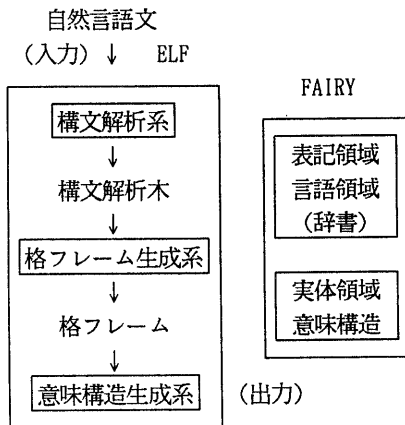 自然言語文
(入力) ↓ ELF
構文解析系
↓
構文解析木
↓
格フレーム生成系
↓
格フレーム
↓
意味構造生成系
FAIRY
表記領域
言語領域
(辞書)
実体領域
意味構造
(出力)